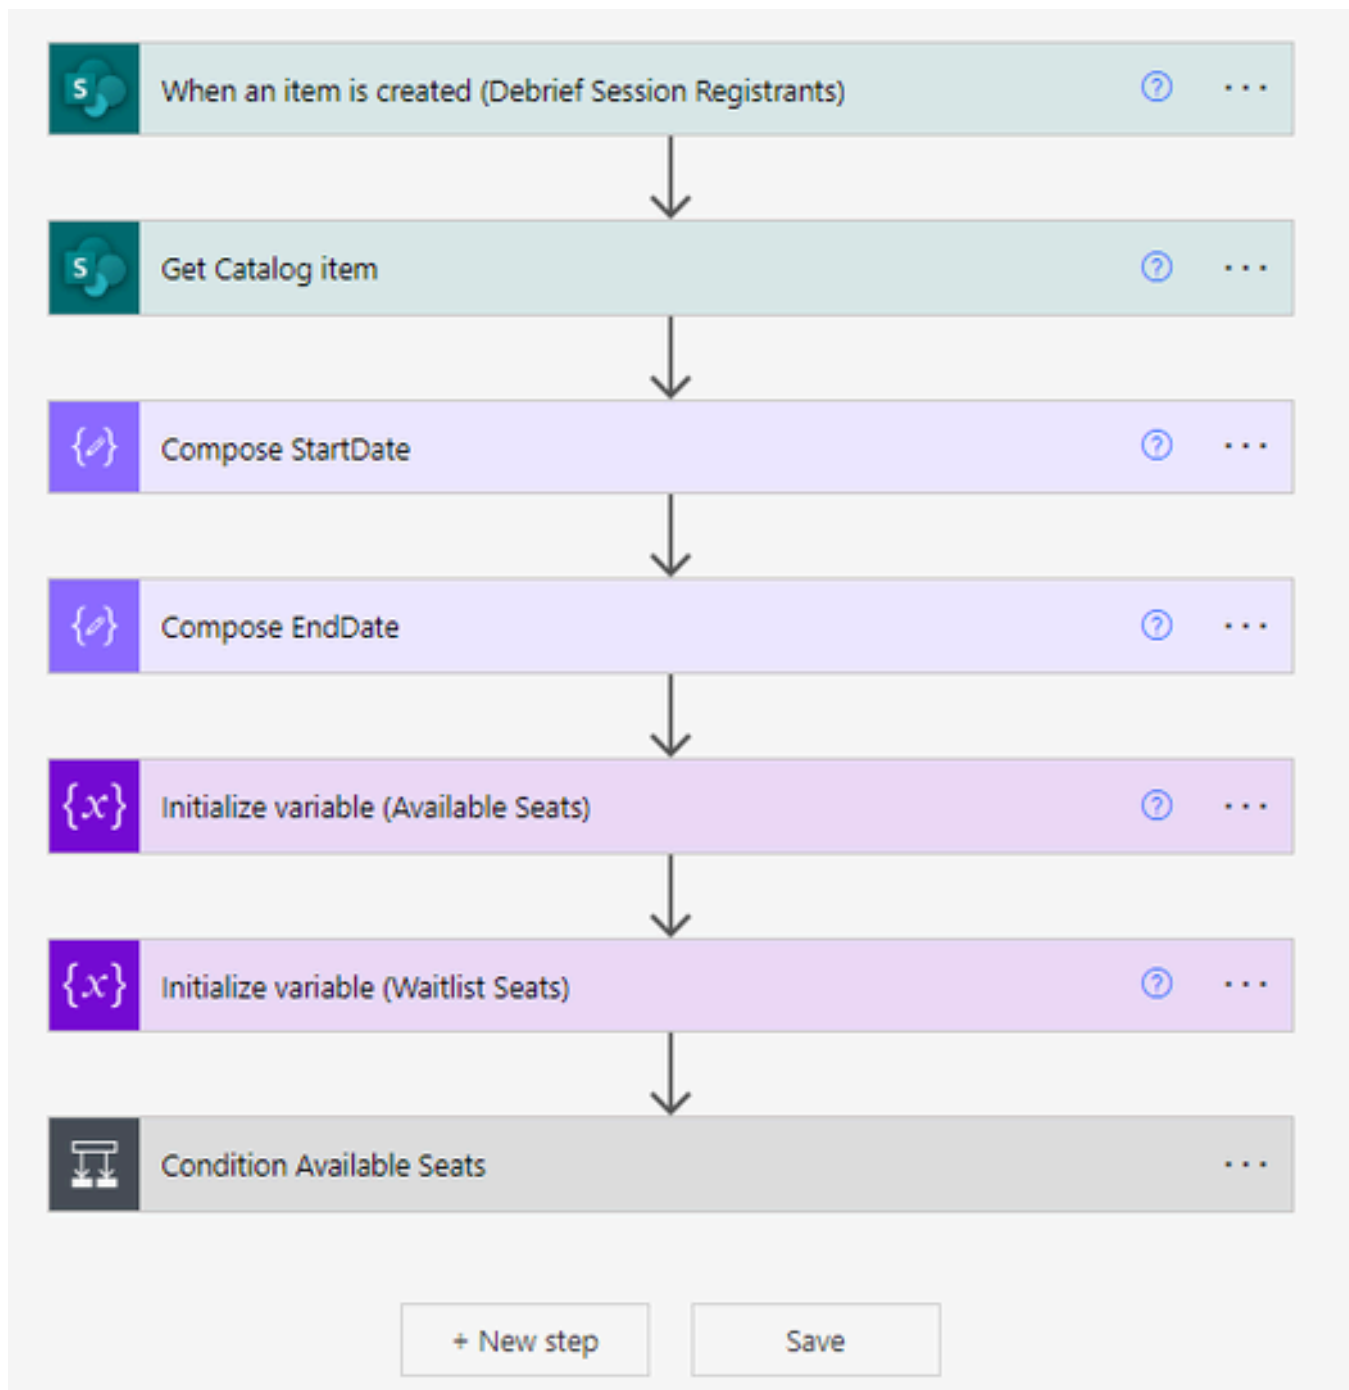 When an item is created (Debrief Session Registrants)
Get Catalog item
Compose StartDate
Compose EndDate
Initialize variable (Available Seats)
Initialize variable (Waitlist Seats)
Condition Available Seats
+ New step
Save